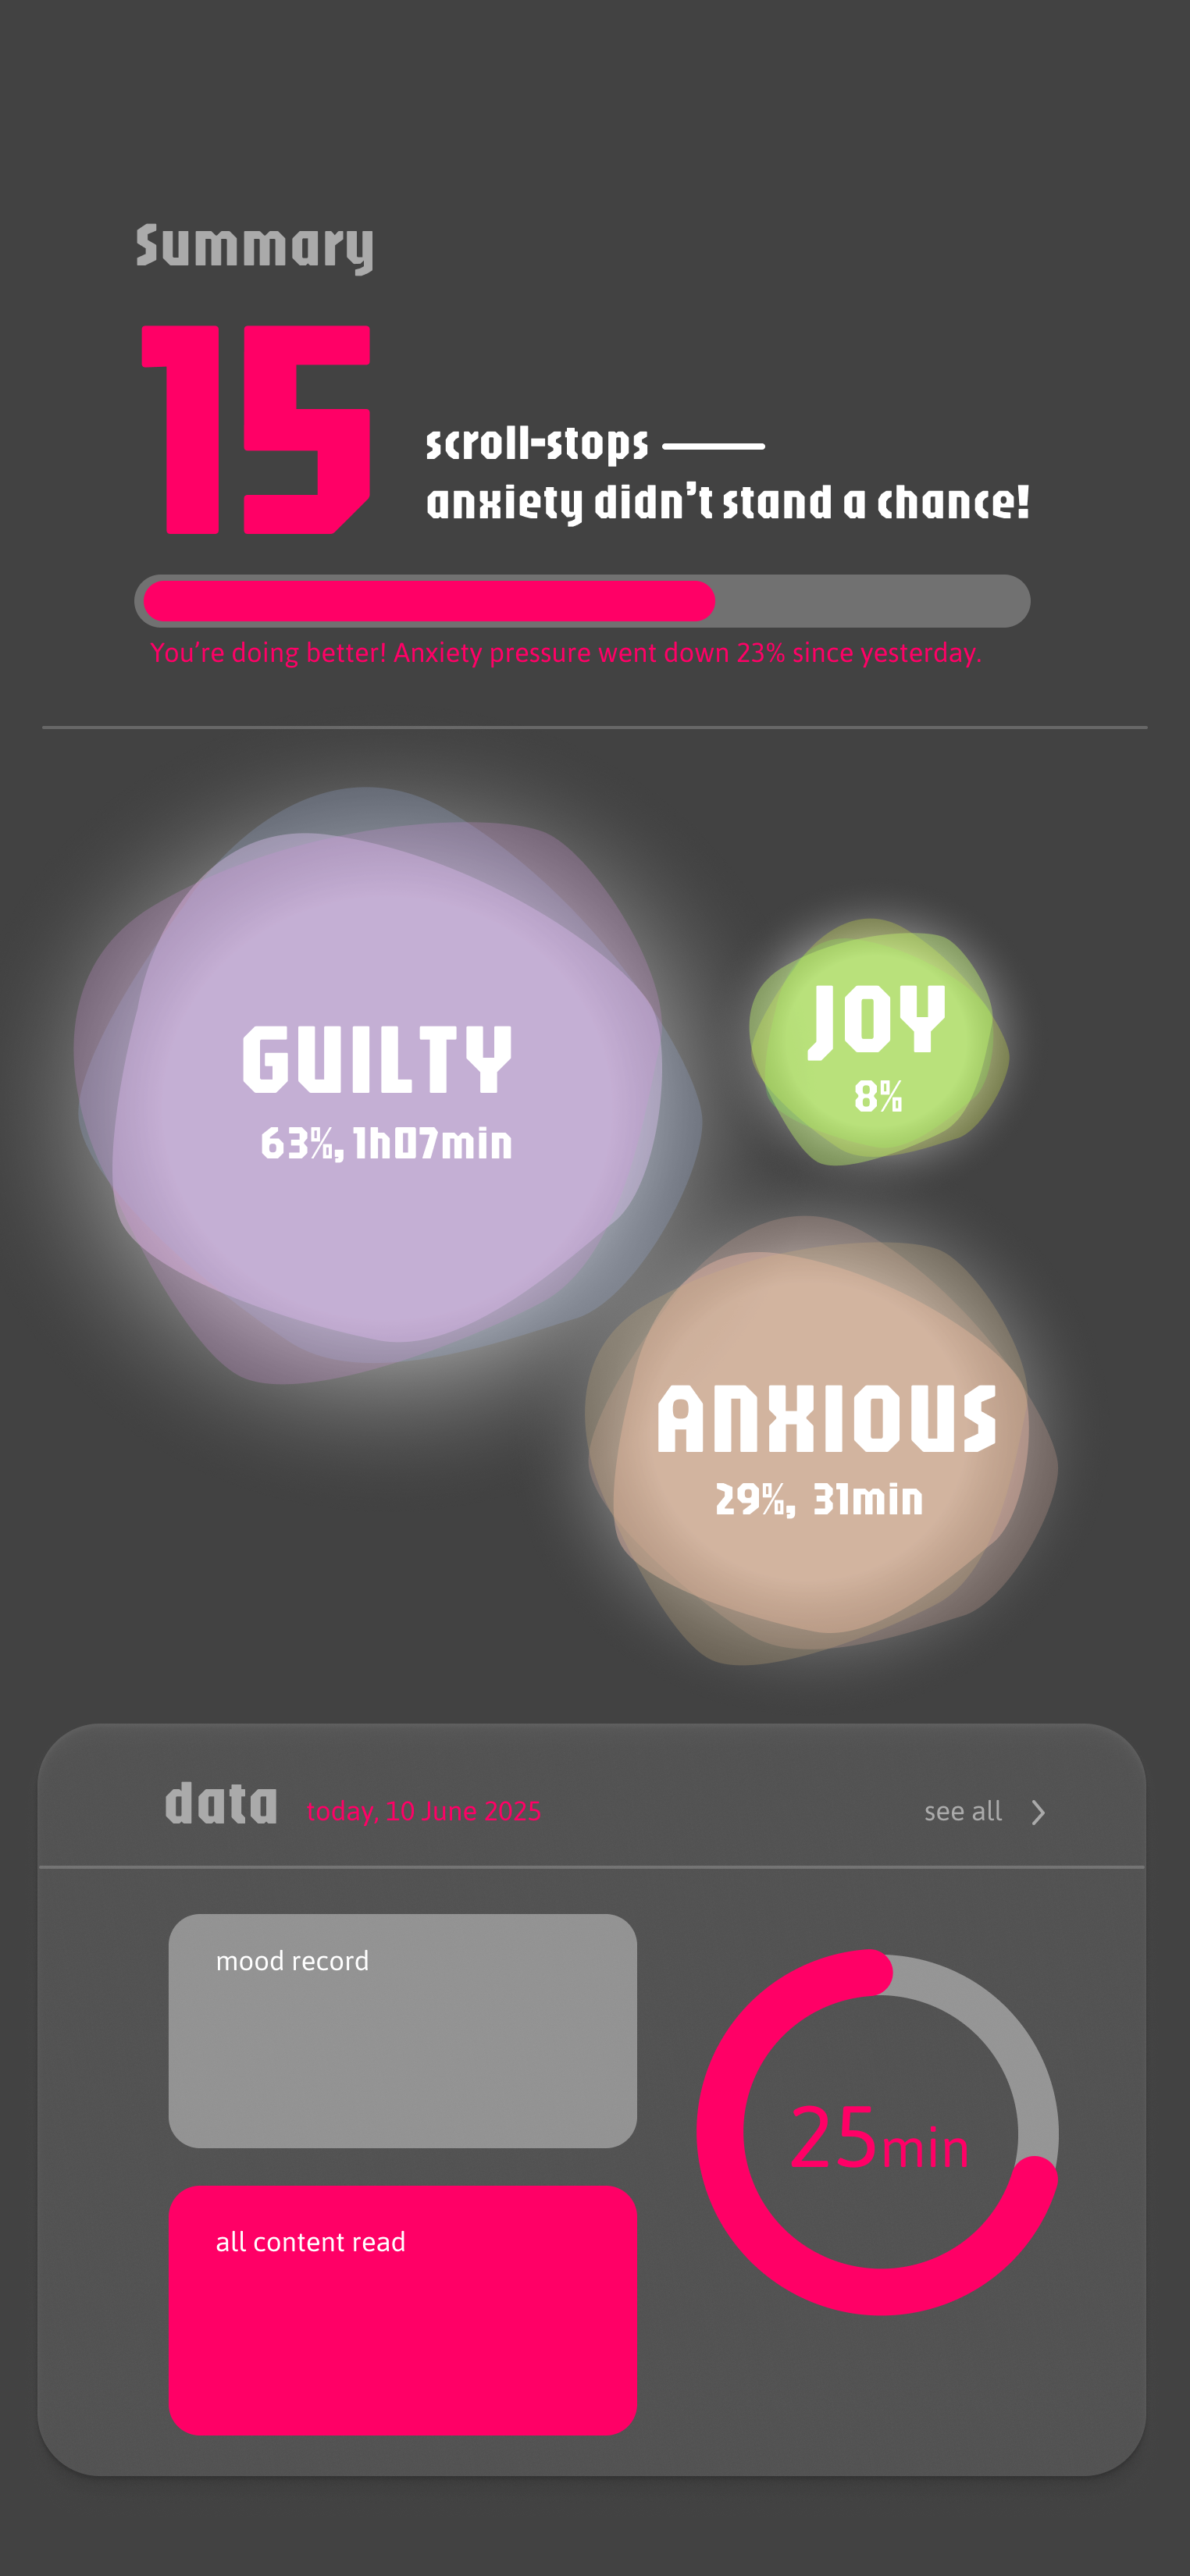 Summary
15
scroll-stops —
anxiety didn't stand a chance!
You're doing better! Anxiety pressure went down 23% since yesterday.
GUILTY
63%, 1h07min
JOY
8%
ANXIOUS
29%, 31min
data today, 10 June 2025 see all >
mood record
25min
all content read